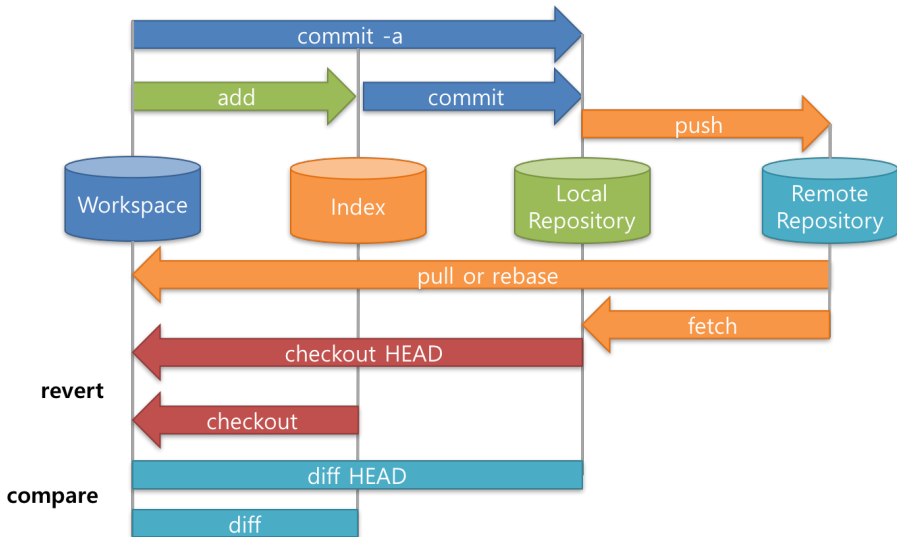 commit -a
add
commit
push
Workspace
Index
Local
Repository
Remote
Repository
pull or rebase
fetch
checkout HEAD
revert
checkout
diff HEAD
compare
diff